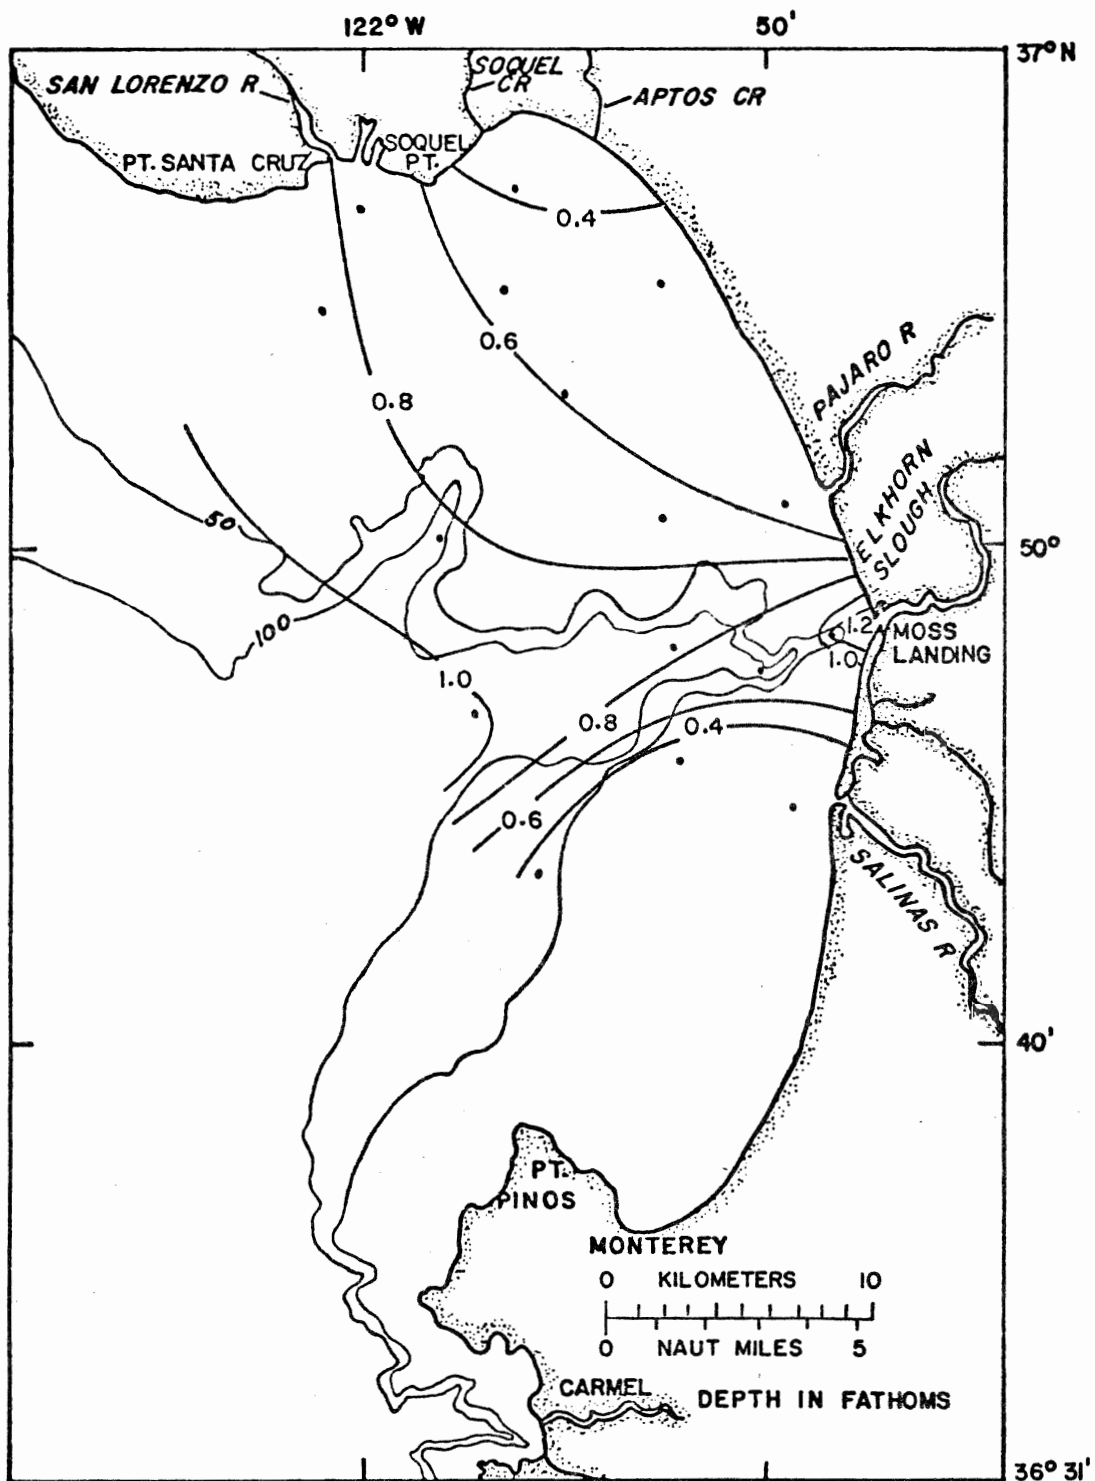 122° W
50'
37° N
SAN LORENZO R
SOQUEL
CR
APTOS CR
PT. SANTA CRUZ
SOQUEL
PT.
0.4
0.6
0.8
PAJARO R
ELKHORN
SLOUGH
50
50°
100
1.2
MOSS
LANDING
1.0
1.0
0.8
0.4
0.6
SALINAS R
40'
PT.
PINOS
MONTEREY
0 KILOMETERS 10
0 NAUT MILES 5
CARMEL
DEPTH IN FATHOMS
36° 31'